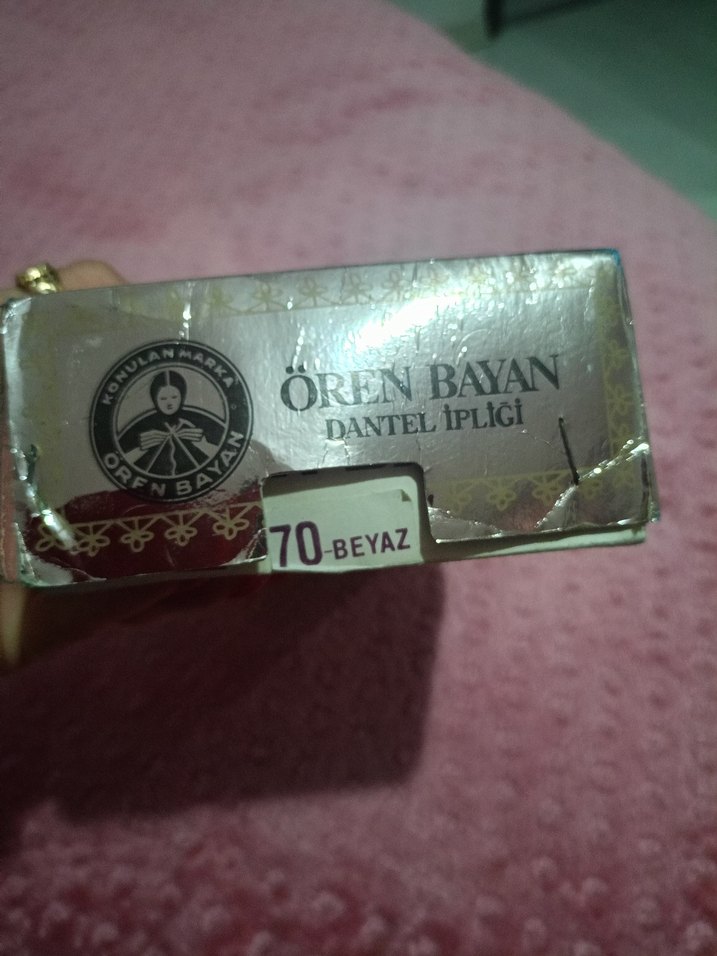 KONULAN MARKA
ÖREN BAYAN
ÖREN BAYAN
DANTEL İPLİĞİ
70-BEYAZ